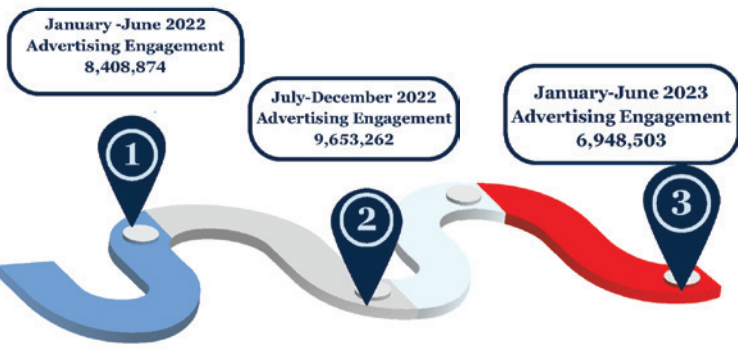 January -June 2022
Advertising Engagement
8,408,874
1
July-December 2022
Advertising Engagement
9,653,262
2
January-June 2023
Advertising Engagement
6,948,503
3